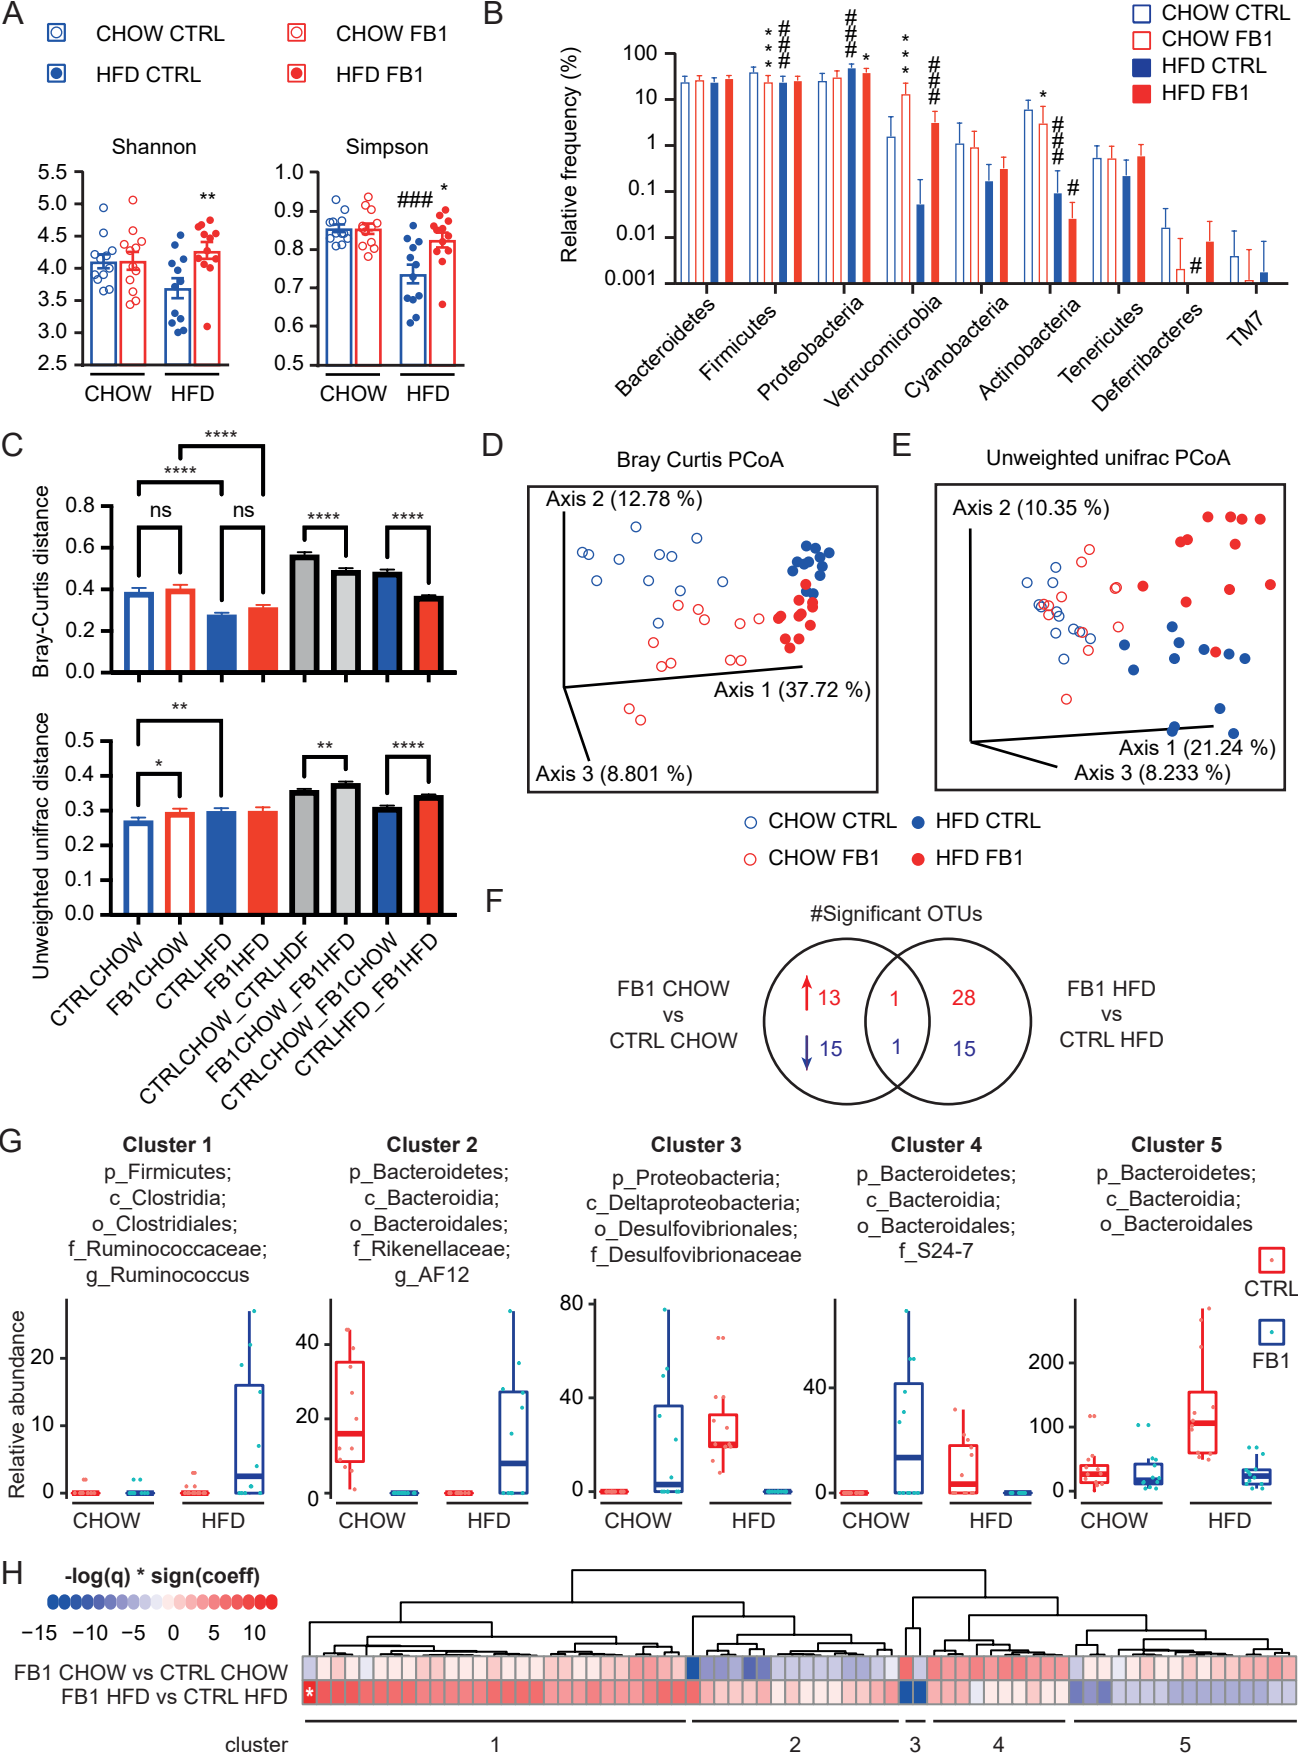 A
CHOW CTRL
CHOW FB1
HFD CTRL
HFD FB1
Shannon
5.5
5.0
4.5
4.0
3.5
3.0
2.5
**
CHOW
HFD
Simpson
1.0
0.9
0.8
0.7
0.6
0.5
###
*
CHOW
HFD
B
CHOW CTRL
CHOW FB1
HFD CTRL
HFD FB1
Relative frequency (%)
100
10
1
0.1
0.01
0.001
***
###
###
*
***
###
*
###
#
#
Bacteroidetes
Firmicutes
Proteobacteria
Verrucomicrobia
Cyanobacteria
Actinobacteria
Tenericutes
Deferribacteres
TM7
C
Bray-Curtis distance
0.8
0.6
0.4
0.2
0.0
****
****
ns
ns
****
****
Unweighted unifrac distance
0.5
0.4
0.3
0.2
0.1
0.0
**
*
**
****
CTRLCHOW
FB1CHOW
CTRLHFD
FB1HFD
CTRLCHOW_CTRLHDF
FB1CHOW_FB1HFD
CTRLCHOW_FB1CHOW
CTRLHFD_FB1HFD
D
Bray Curtis PCoA
Axis 2 (12.78 %)
Axis 1 (37.72 %)
Axis 3 (8.801 %)
E
Unweighted unifrac PCoA
Axis 2 (10.35 %)
Axis 1 (21.24 %)
Axis 3 (8.233 %)
CHOW CTRL
HFD CTRL
CHOW FB1
HFD FB1
F
#Significant OTUs
FB1 CHOW
vs
CTRL CHOW
13
1
28
15
1
15
FB1 HFD
vs
CTRL HFD
G
Cluster 1
p_Firmicutes;
c_Clostridia;
o_Clostridiales;
f_Ruminococcaceae;
g_Ruminococcus
Cluster 2
p_Bacteroidetes;
c_Bacteroidia;
o_Bacteroidales;
f_Rikenellaceae;
g_AF12
Cluster 3
p_Proteobacteria;
c_Deltaproteobacteria;
o_Desulfovibrionales;
f_Desulfovibrionaceae
Cluster 4
p_Bacteroidetes;
c_Bacteroidia;
o_Bacteroidales;
f_S24-7
Cluster 5
p_Bacteroidetes;
c_Bacteroidia;
o_Bacteroidales
CTRL
FB1
Relative abundance
20
10
0
CHOW
HFD
40
20
0
CHOW
HFD
80
40
0
CHOW
HFD
40
0
CHOW
HFD
200
100
0
CHOW
HFD
H
-log(q) * sign(coeff)
−15 −10 −5 0 5 10
FB1 CHOW vs CTRL CHOW
FB1 HFD vs CTRL HFD
*
cluster
1
2
3
4
5